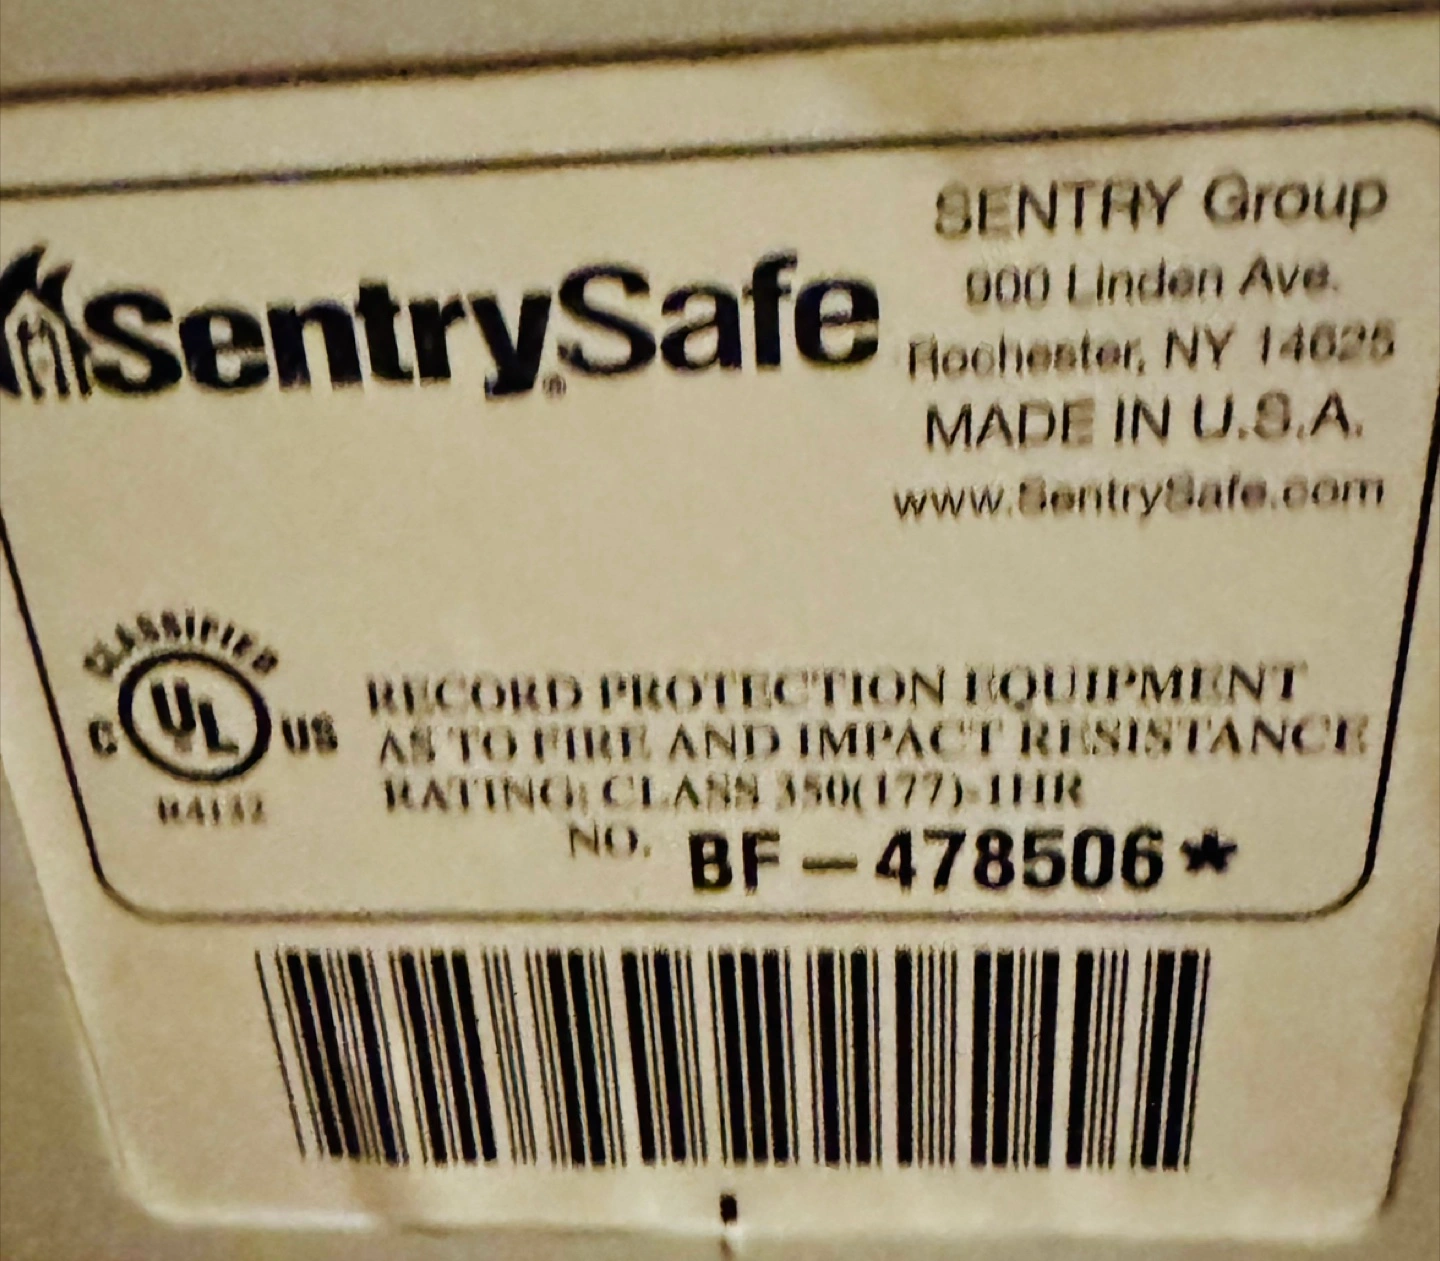 SentrySafe®
SENTRY Group
900 Linden Ave.
Rochester, NY 14625
MADE IN U.S.A.
www.SentrySafe.com
CLASSIFIED
C UL US
R4132
RECORD PROTECTION EQUIPMENT
AS TO FIRE AND IMPACT RESISTANCE
RATING: CLASS 350(177)-1HR
NO. BF-478506*